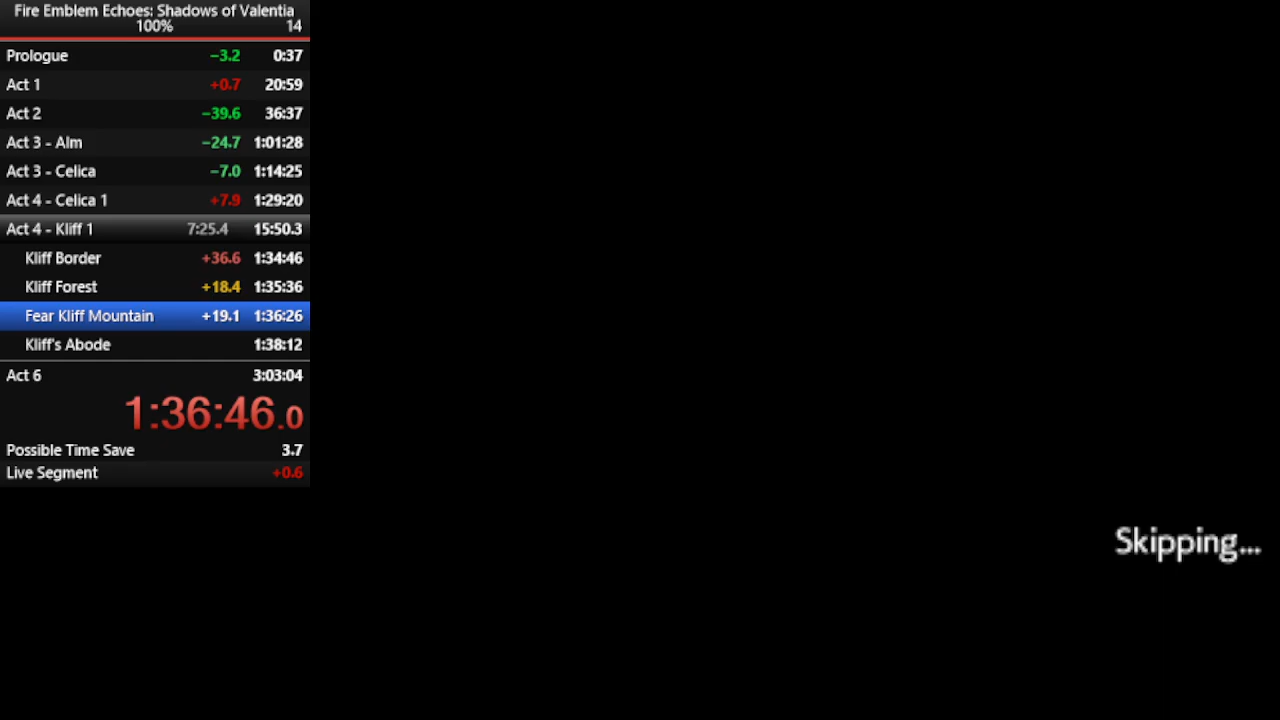 Fire Emblem Echoes: Shadows of Valentia
100% 14
Prologue −3.2 0:37
Act 1 +0.7 20:59
Act 2 −39.6 36:37
Act 3 - Alm −24.7 1:01:28
Act 3 - Celica −7.0 1:14:25
Act 4 - Celica 1 +7.9 1:29:20
Act 4 - Kliff 1 7:25.4 15:50.3
Kliff Border +36.6 1:34:46
Kliff Forest +18.4 1:35:36
Fear Kliff Mountain +19.1 1:36:26
Kliff's Abode 1:38:12
Act 6 3:03:04
1:36:46.0
Possible Time Save 3.7
Live Segment +0.6
Skipping...